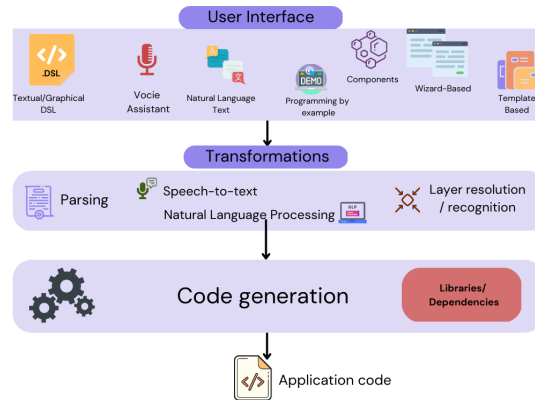 User Interface
.DSL
Textual/Graphical
DSL
Vocie
Assistant
Natural Language
Text
DEMO
Programming by
example
Components
Wizard-Based
Template
Based
Transformations
Parsing
Speech-to-text
Natural Language Processing
NLP
Layer resolution
/ recognition
Code generation
Libraries/
Dependencies
Application code